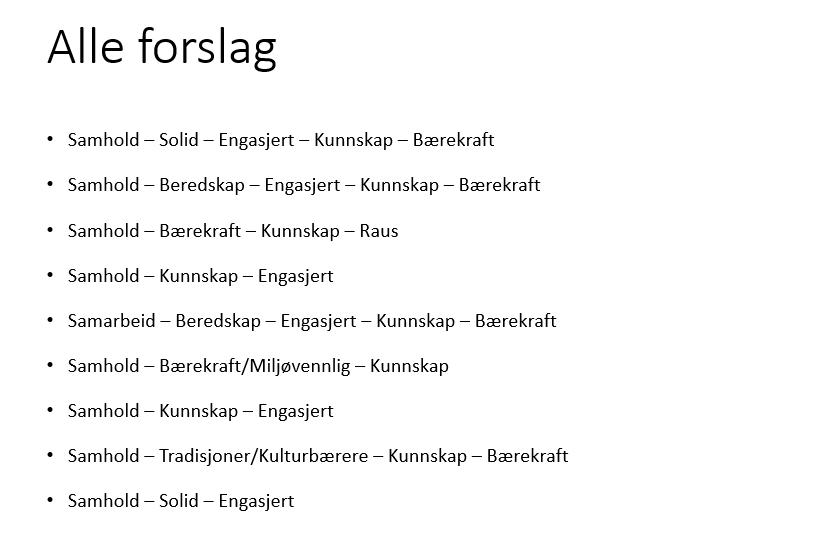 Alle forslag
• Samhold – Solid – Engasjert – Kunnskap – Bærekraft
• Samhold – Beredskap – Engasjert – Kunnskap – Bærekraft
• Samhold – Bærekraft – Kunnskap – Raus
• Samhold – Kunnskap – Engasjert
• Samarbeid – Beredskap – Engasjert – Kunnskap – Bærekraft
• Samhold – Bærekraft/Miljøvennlig – Kunnskap
• Samhold – Kunnskap – Engasjert
• Samhold – Tradisjoner/Kulturbærere – Kunnskap – Bærekraft
• Samhold – Solid – Engasjert